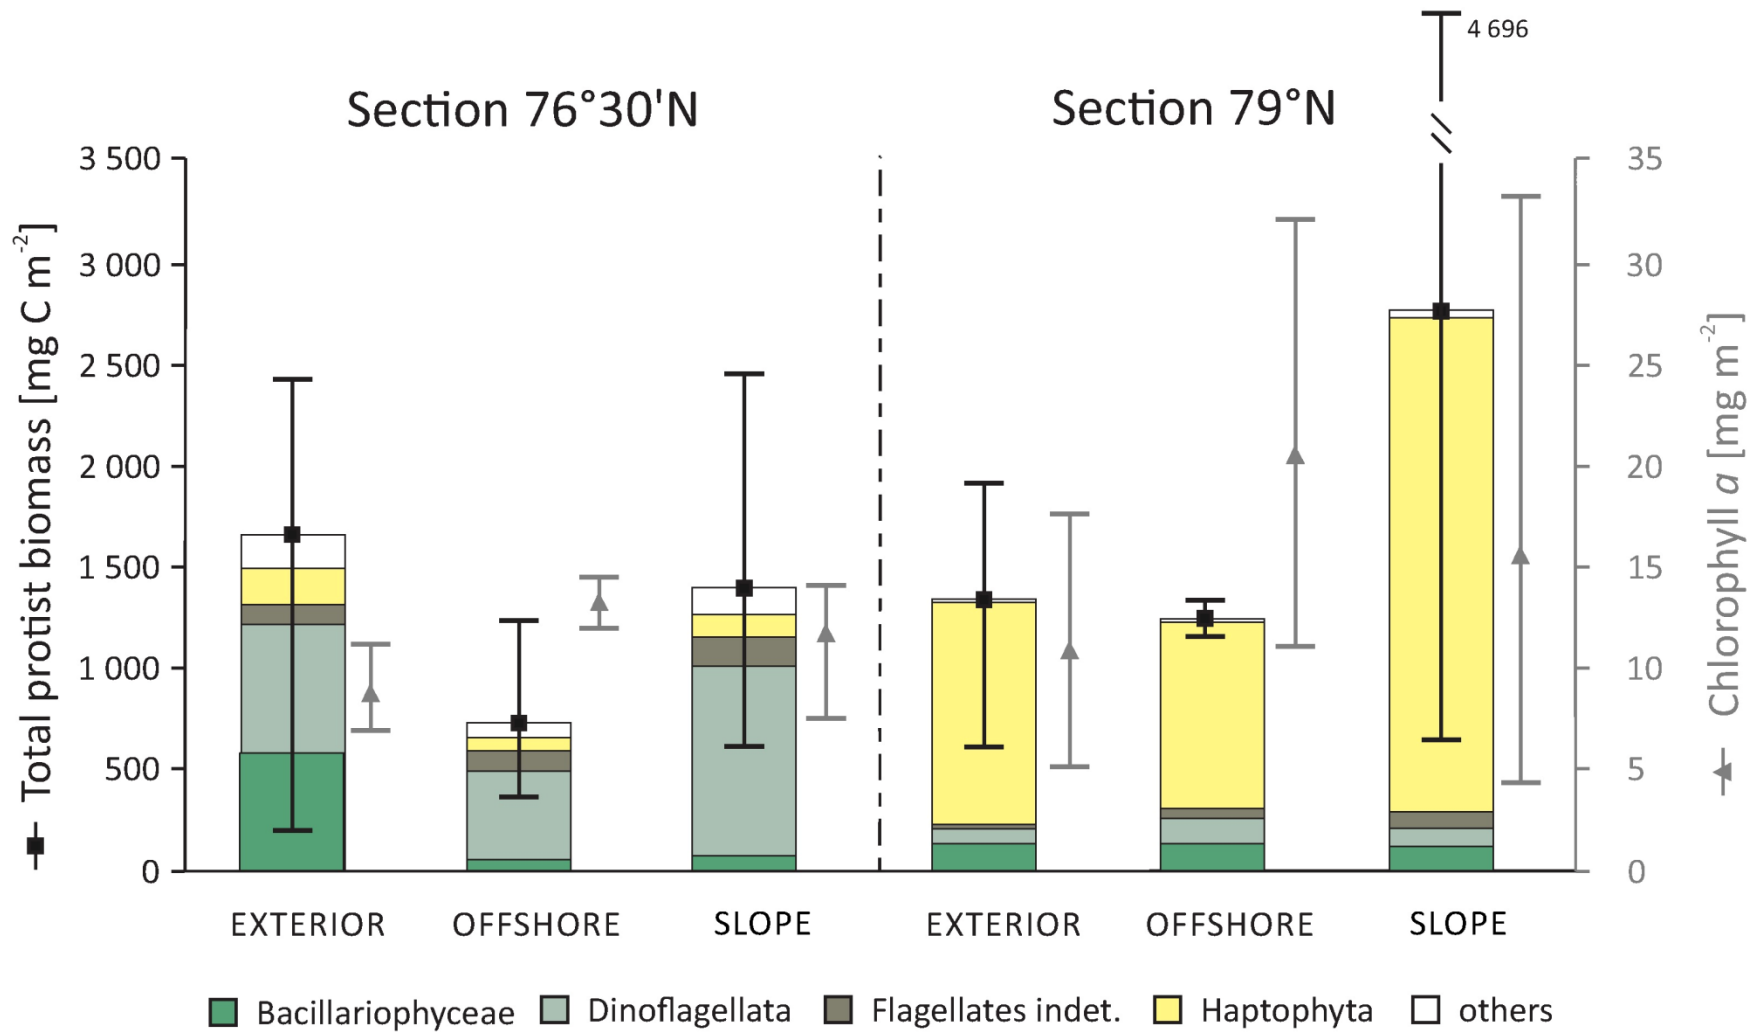 4 696
Section 76°30'N
Section 79°N
3 500
3 000
2 500
2 000
1 500
1 000
500
0
Total protist biomass [mg C m-2]
35
30
25
20
15
10
5
0
Chlorophyll a [mg m-2]
EXTERIOR OFFSHORE SLOPE EXTERIOR OFFSHORE SLOPE
Bacillariophyceae Dinoflagellata Flagellates indet. Haptophyta others